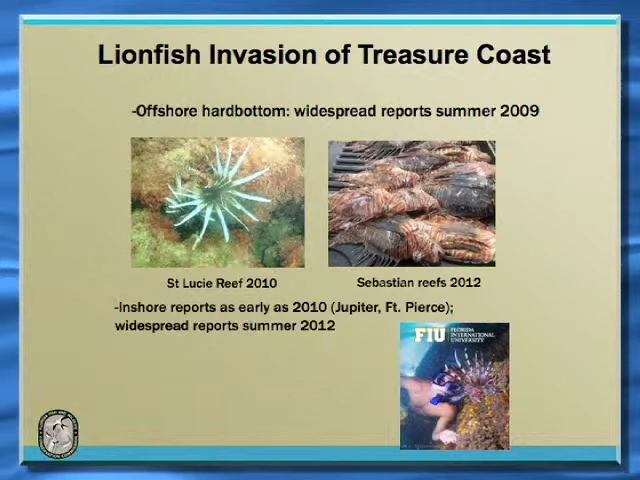 Lionfish Invasion of Treasure Coast
-Offshore hardbottom: widespread reports summer 2009
St Lucie Reef 2010
Sebastian reefs 2012
-Inshore reports as early as 2010 (Jupiter, Ft. Pierce);
widespread reports summer 2012
FIU
FLORIDA
INTERNATIONAL
UNIVERSITY